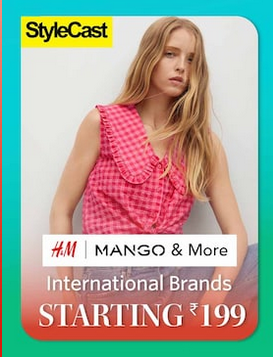 StyleCast
H&M | MANGO & More
International Brands
STARTING ₹199